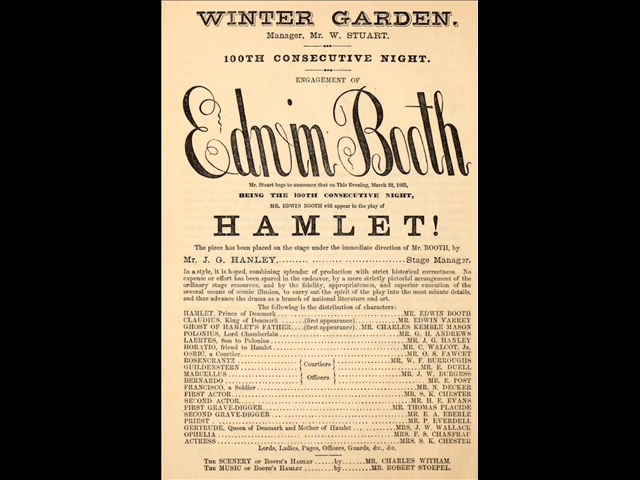 WINTER GARDEN.
Manager, Mr. W. STUART.
100TH CONSECUTIVE NIGHT.
ENGAGEMENT OF
Edwin Booth
Mr. Stuart begs to announce that on This Evening, March 22, 1865,
BEING THE 100TH CONSECUTIVE NIGHT,
MR. EDWIN BOOTH will appear in the play of
HAMLET!
The piece has been placed on the stage under the immediate direction of Mr. BOOTH, by
Mr. J. G. HANLEY,.......... ..... ....................Stage Manager.
In a style, it is hoped, combining splendor of production with strict historical correctness. No
expense or effort has been spared in the endeavor, by a more strictly pictorial arrangement of the
ordinary stage resources, and by the fidelity, appropriateness, and superior execution of the
several means of scenic illusion, to carry out the spirit of the play into the most minute details,
and thus advance the drama as a branch of national literature and art.
The following is the distribution of characters:
HAMLET, Prince of Denmark ........MR. EDWIN BOOTH
CLAUDIUS, King of Denmark ....(first appearance)....MR. EDWIN VARREY
GHOST OF HAMLET'S FATHER....(first appearance)...MR. CHARLES KEMBLE MASON
POLONIUS, Lord Chamberlain........MR. G. H. ANDREWS
LAERTES, Son to Polonius........MR. J. G. HANLEY
HORATIO, friend to Hamlet........MR. C. WALCOT, Jr.
OSRIC, a Courtier........MR. O. S. FAWCET
ROSENCRANTZ ........ Courtiers ........MR. W. F. BURROUGHS
GUILDENSTERN ........MR. E. DUELL
MARCELLUS ........ Officers ........MR. J. W. BURGESS
BERNARDO ........MR. E. POST
FRANCISCO, a Soldier........MR. N. DECKER
FIRST ACTOR........MR. S. K. CHESTER
SECOND ACTOR........MR. H. E. EVANS
FIRST GRAVE-DIGGER........MR. THOMAS PLACIDE
SECOND GRAVE-DIGGER........MR. E. A. EBERLE
PRIEST........MR. P. EVERDELL
GERTRUDE, Queen of Denmark and Mother of Hamlet ........MRS. J. W. WALLACK
OPHELIA ........MRS. F. S. CHANFRAU
ACTRESS........MRS. S. K. CHESTER
Lords, Ladies, Pages, Officers, Guards, &c., &c.
THE SCENERY of BOOTH'S HAMLET .....by.....MR. CHARLES WITHAM.
THE MUSIC of BOOTH'S HAMLET ........by........MR. ROBERT STOEPEL.